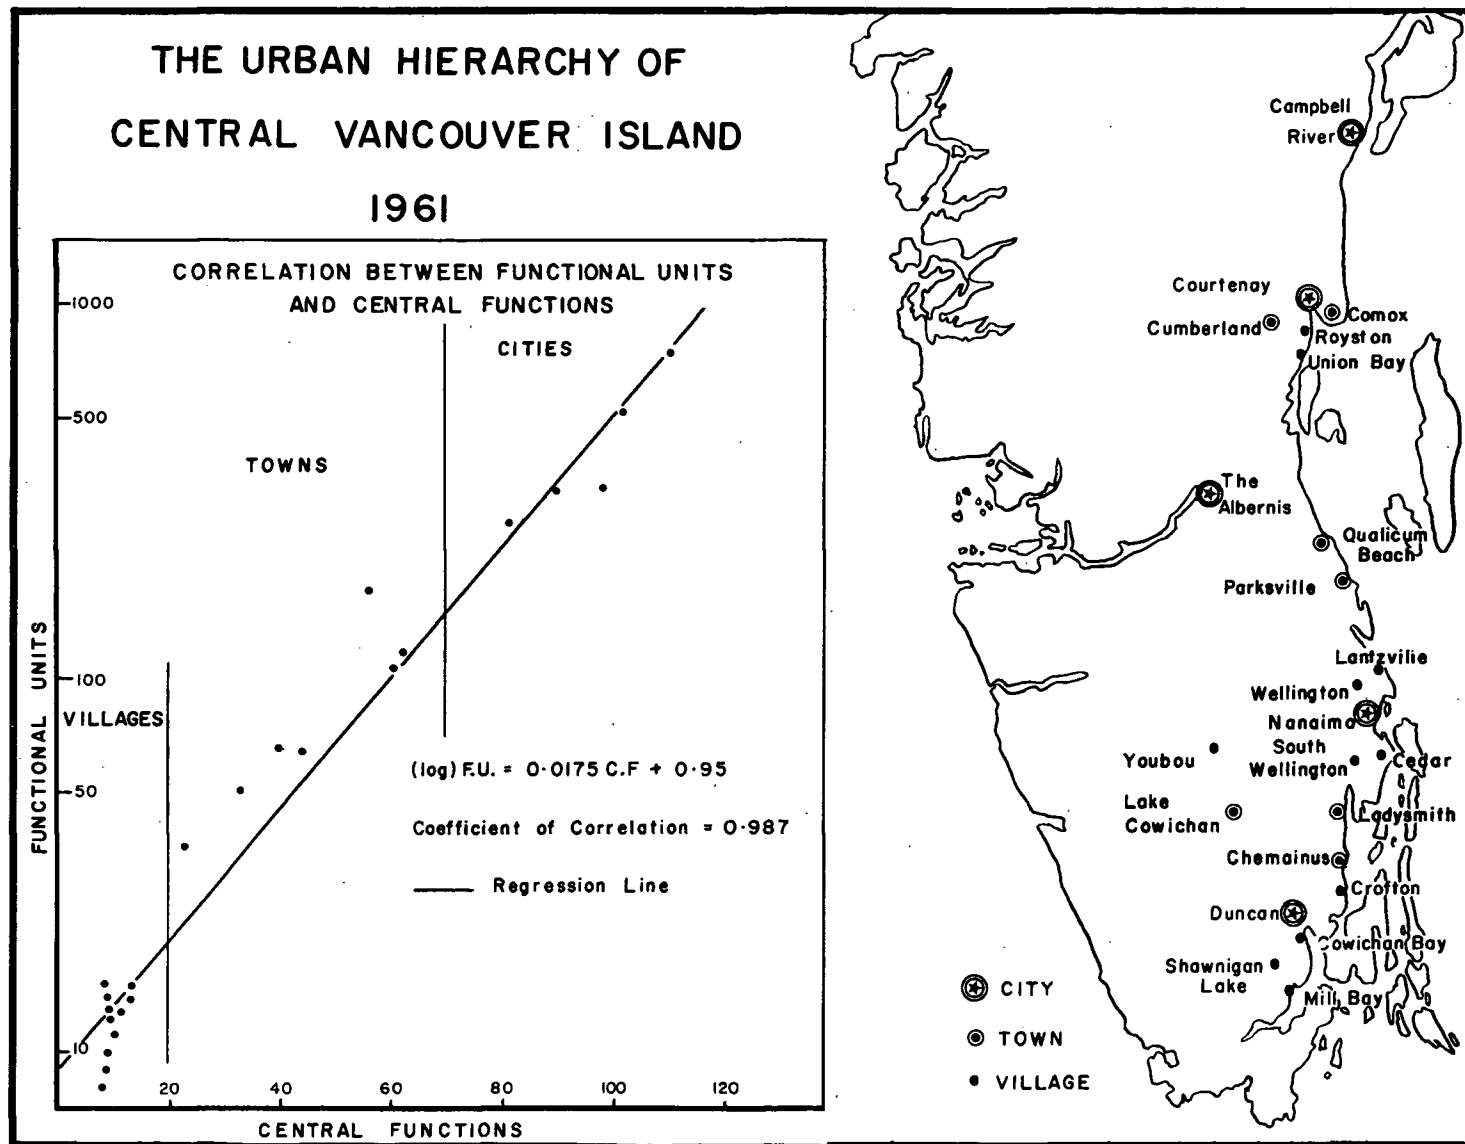 THE URBAN HIERARCHY OF
CENTRAL VANCOUVER ISLAND
1961
CORRELATION BETWEEN FUNCTIONAL UNITS
AND CENTRAL FUNCTIONS
CITIES
TOWNS
VILLAGES
1000
500
100
50
10
FUNCTIONAL UNITS
(log) F.U. = 0.0175 C.F + 0.95
Coefficient of Correlation = 0.987
Regression Line
20 40 60 80 100 120
CENTRAL FUNCTIONS
Campbell
River
Courtenay
Comox
Cumberland
Royston
Union Bay
The
Albernis
Qualicum
Beach
Parksville
Lantzville
Wellington
Nanaimo
South
Wellington
Cedar
Youbou
Lake
Cowichan
Ladysmith
Chemainus
Crofton
Duncan
Cowichan Bay
Shawnigan
Lake
Mill Bay
CITY
TOWN
VILLAGE